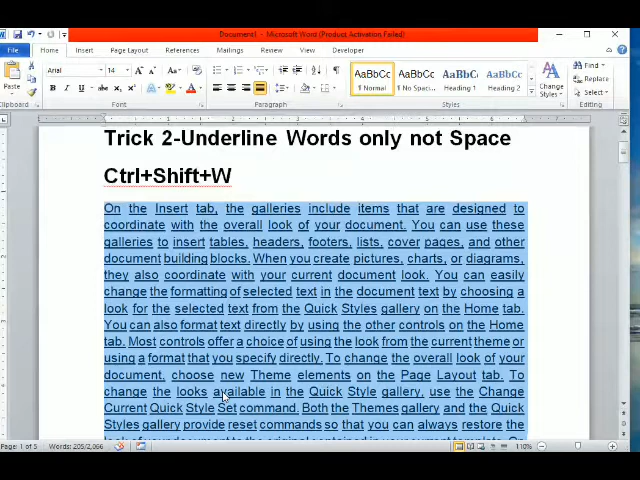 Document1 - Microsoft Word (Product Activation Failed)
File Home Insert Page Layout References Mailings Review View Developer
Paste Arial 14 AaBbCc AaBbCc AaBbC AaBbCc Change Styles Find
¶ Normal ¶ No Spaci... Heading 1 Heading 2 Replace
Select
Clipboard Font Paragraph Styles Editing
Trick 2-Underline Words only not Space
Ctrl+Shift+W
On the Insert tab, the galleries include items that are designed to
coordinate with the overall look of your document. You can use these
galleries to insert tables, headers, footers, lists, cover pages, and other
document building blocks. When you create pictures, charts, or diagrams,
they also coordinate with your current document look. You can easily
change the formatting of selected text in the document text by choosing a
look for the selected text from the Quick Styles gallery on the Home tab.
You can also format text directly by using the other controls on the Home
tab. Most controls offer a choice of using the look from the current theme or
using a format that you specify directly. To change the overall look of your
document, choose new Theme elements on the Page Layout tab. To
change the looks available in the Quick Style gallery, use the Change
Current Quick Style Set command. Both the Themes gallery and the Quick
Styles gallery provide reset commands so that you can always restore the
Page: 1 of 5 Words: 205/2,066 110%